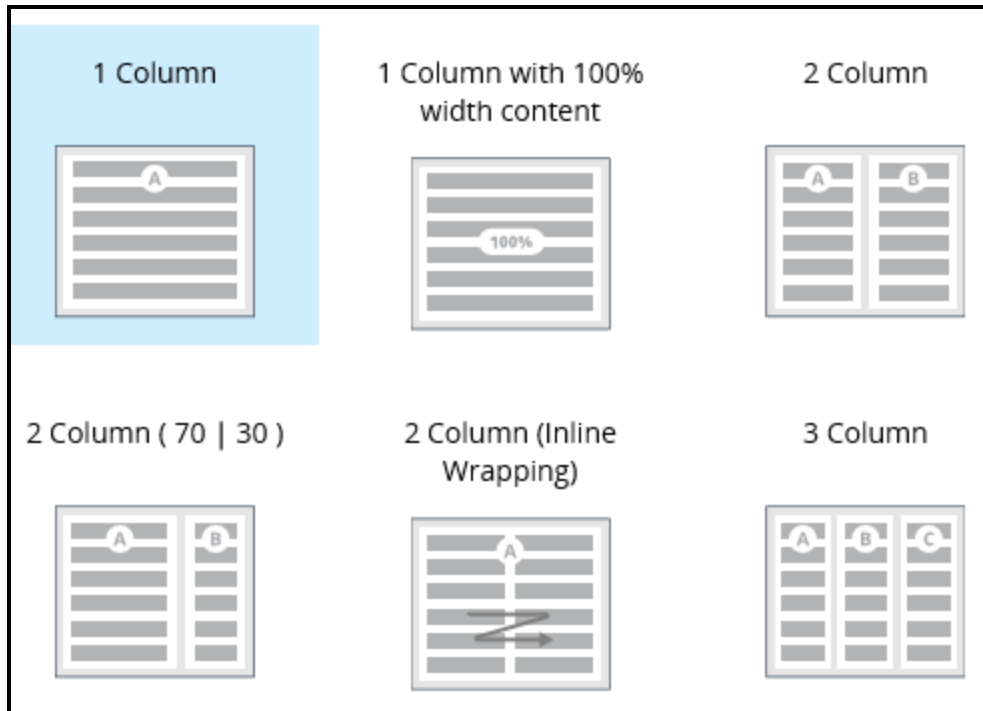 1 Column
1 Column with 100%
width content
2 Column
A
100%
A B
2 Column ( 70 | 30 )
2 Column (Inline
Wrapping)
3 Column
A B
A
A B C